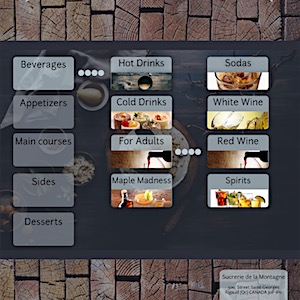 Beverages
Appetizers
Main courses
Sides
Desserts
Hot Drinks
Cold Drinks
For Adults
Maple Madness
Sodas
White Wine
Red Wine
Spirits
Sucrerie de la Montagne